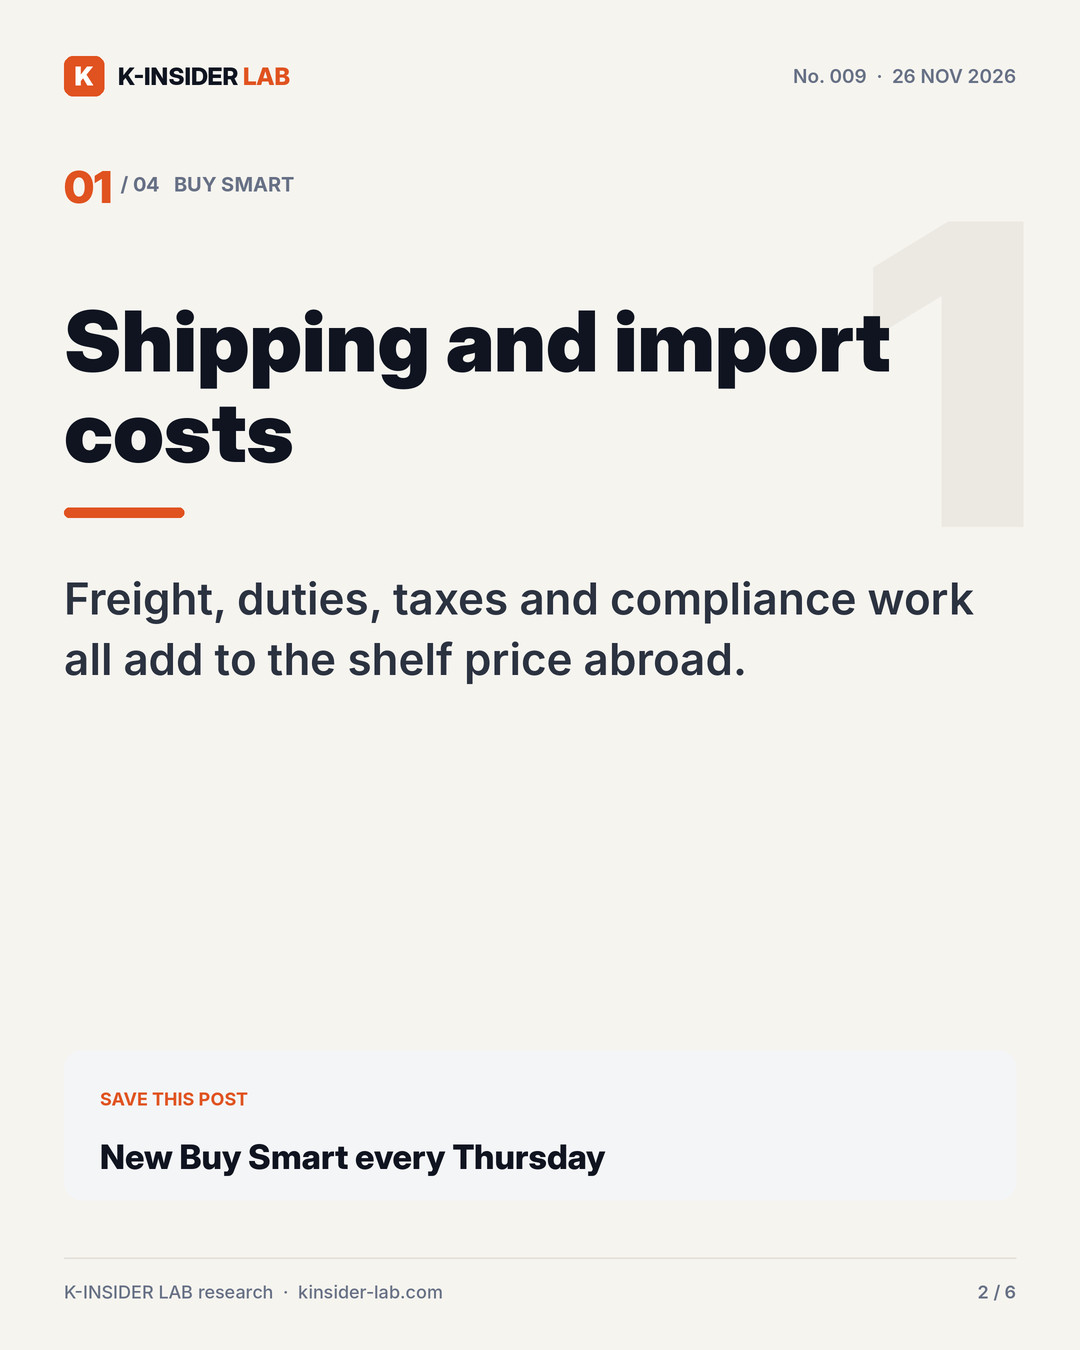 K
K-INSIDER LAB
No. 009 · 26 NOV 2026
01 / 04 BUY SMART
1
Shipping and import
costs
Freight, duties, taxes and compliance work
all add to the shelf price abroad.
SAVE THIS POST
New Buy Smart every Thursday
K-INSIDER LAB research · kinsider-lab.com
2 / 6